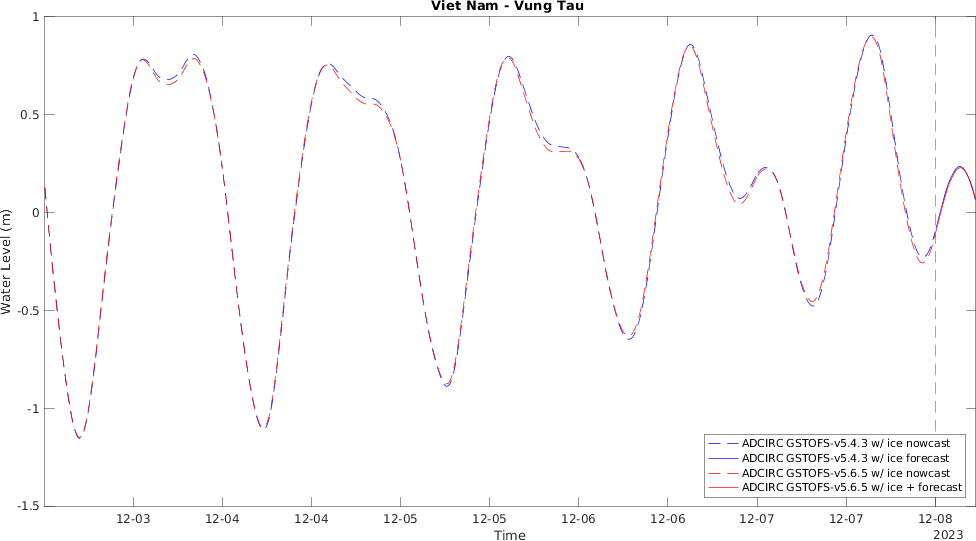 Viet Nam - Vung Tau
Water Level (m)
1
0.5
0
-0.5
-1
-1.5
ADCIRC GSTOFS-v5.4.3 w/ ice nowcast
ADCIRC GSTOFS-v5.4.3 w/ ice forecast
ADCIRC GSTOFS-v5.6.5 w/ ice nowcast
ADCIRC GSTOFS-v5.6.5 w/ ice + forecast
12-03 12-04 12-04 12-05 12-05 12-06 12-06 12-07 12-07 12-08
Time 2023